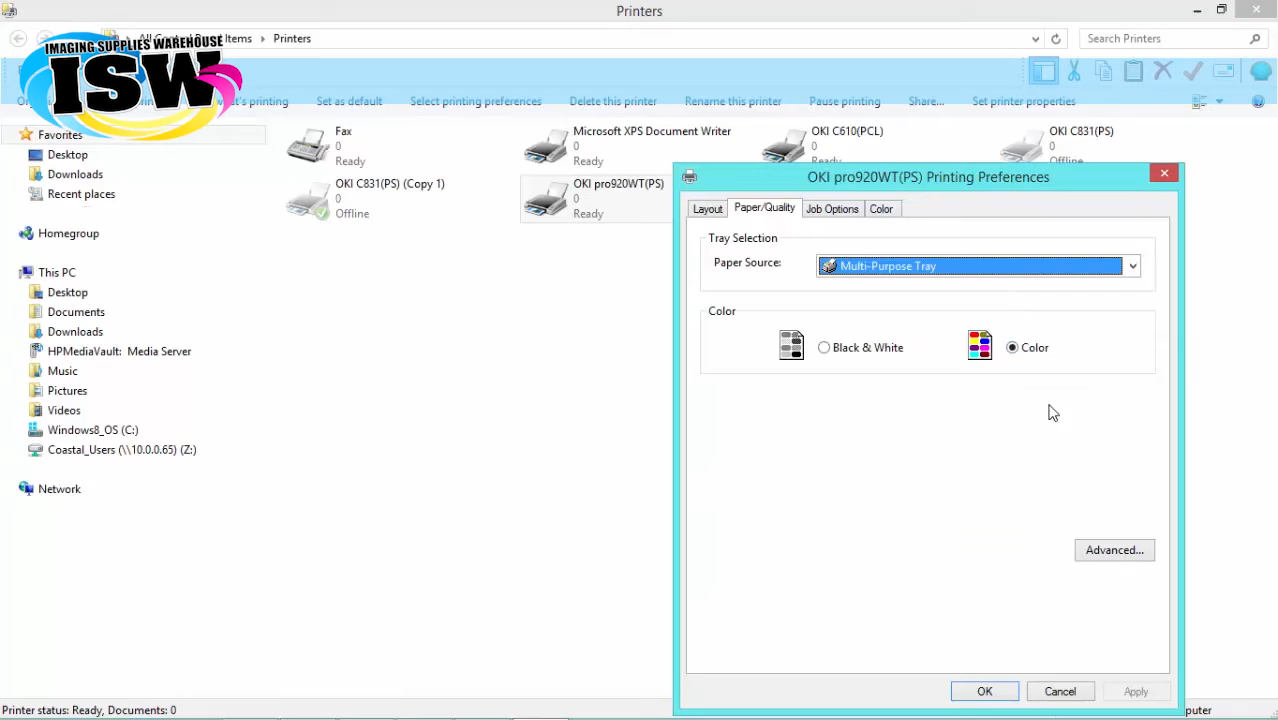 Printers
IMAGING SUPPLIES WAREHOUSE
ISW
Items
Printers
Search Printers
printing
Set as default
Select printing preferences
Delete this printer
Rename this printer
Pause printing
Share...
Set printer properties
Favorites
Desktop
Downloads
Recent places
Homegroup
This PC
Desktop
Documents
Downloads
HPMediaVault: Media Server
Music
Pictures
Videos
Windows8_OS (C:)
Coastal_Users (\\10.0.0.65) (Z:)
Network
Fax
0
Ready
Microsoft XPS Document Writer
0
Ready
OKI C610(PCL)
0
Ready
OKI C831(PS)
0
Offline
OKI C831(PS) (Copy 1)
0
Offline
OKI pro920WT(PS)
0
Ready
OKI pro920WT(PS) Printing Preferences
Layout
Paper/Quality
Job Options
Color
Tray Selection
Paper Source:
Multi-Purpose Tray
Color
Black & White
Color
Advanced...
OK
Cancel
Apply
Printer status: Ready, Documents: 0